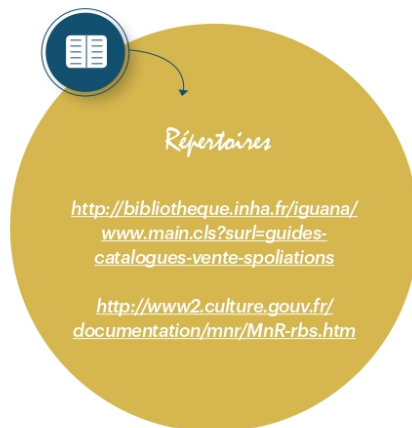 Répertoires
http://bibliotheque.inha.fr/iguana/
www.main.cls?surl=guides-
catalogues-vente-spoliations
http://www2.culture.gouv.fr/
documentation/mnr/MnR-rbs.htm